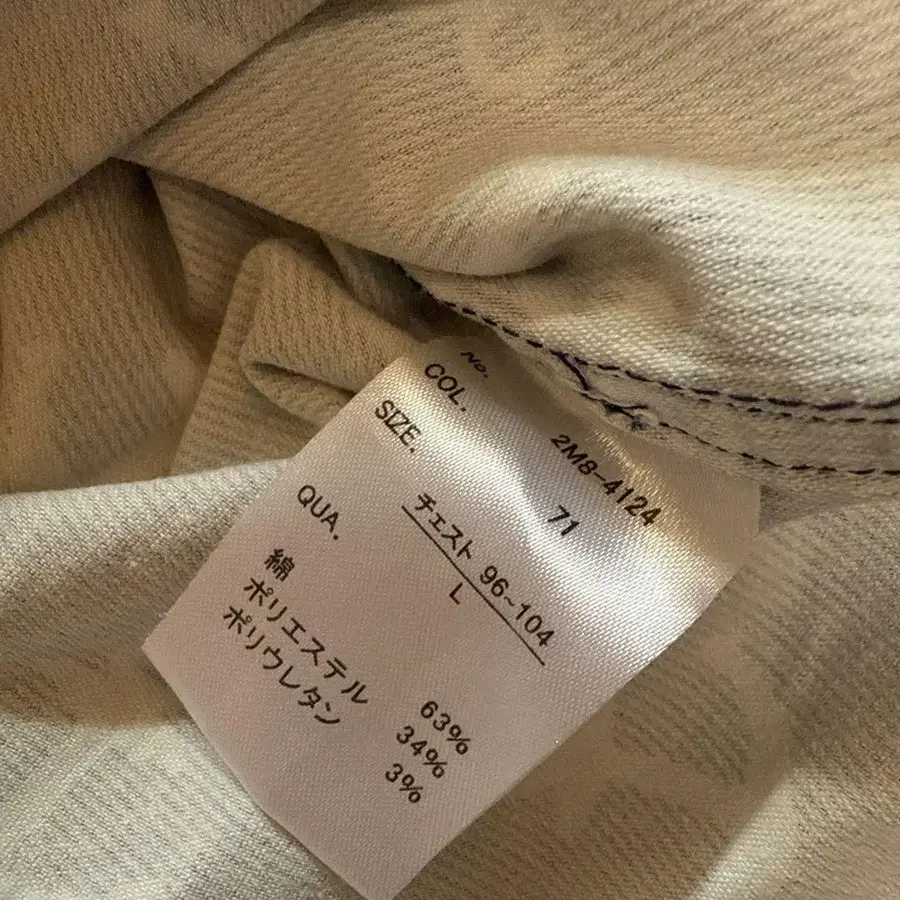 No. 2M8-4124
COL. 71
SIZE. チェスト 96~104
L
QUA.
綿 63%
ポリエステル 34%
ポリウレタン 3%